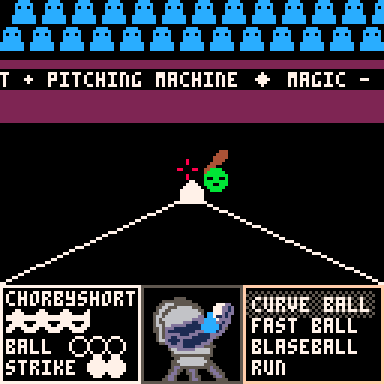 T + PITCHING MACHINE ◆ MAGIC -
CHORBYSHORT
BALL
STRIKE
CURVE BALL
FAST BALL
BLASEBALL
RUN